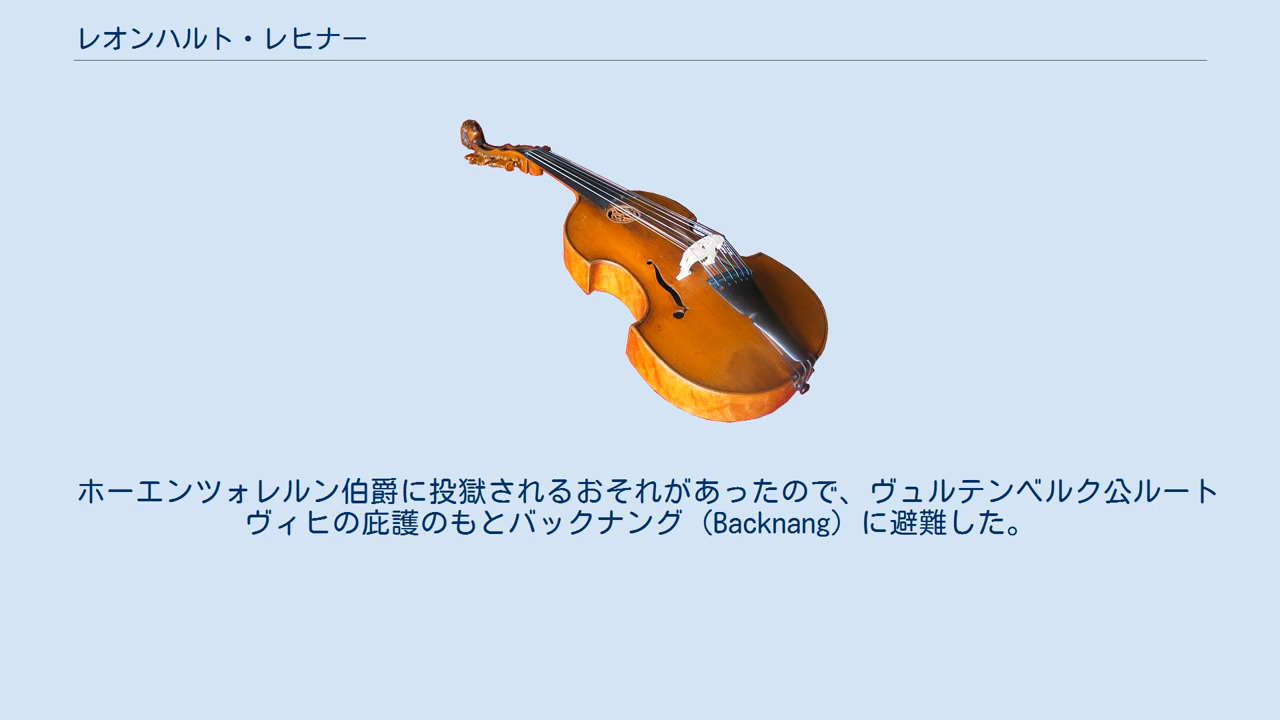 レオンハルト・レヒナー
ホーエンツォレルン伯爵に投獄されるおそれがあったので、ヴュルテンベルク公ルート
ヴィヒの庇護のもとバックナング（Backnang）に避難した。